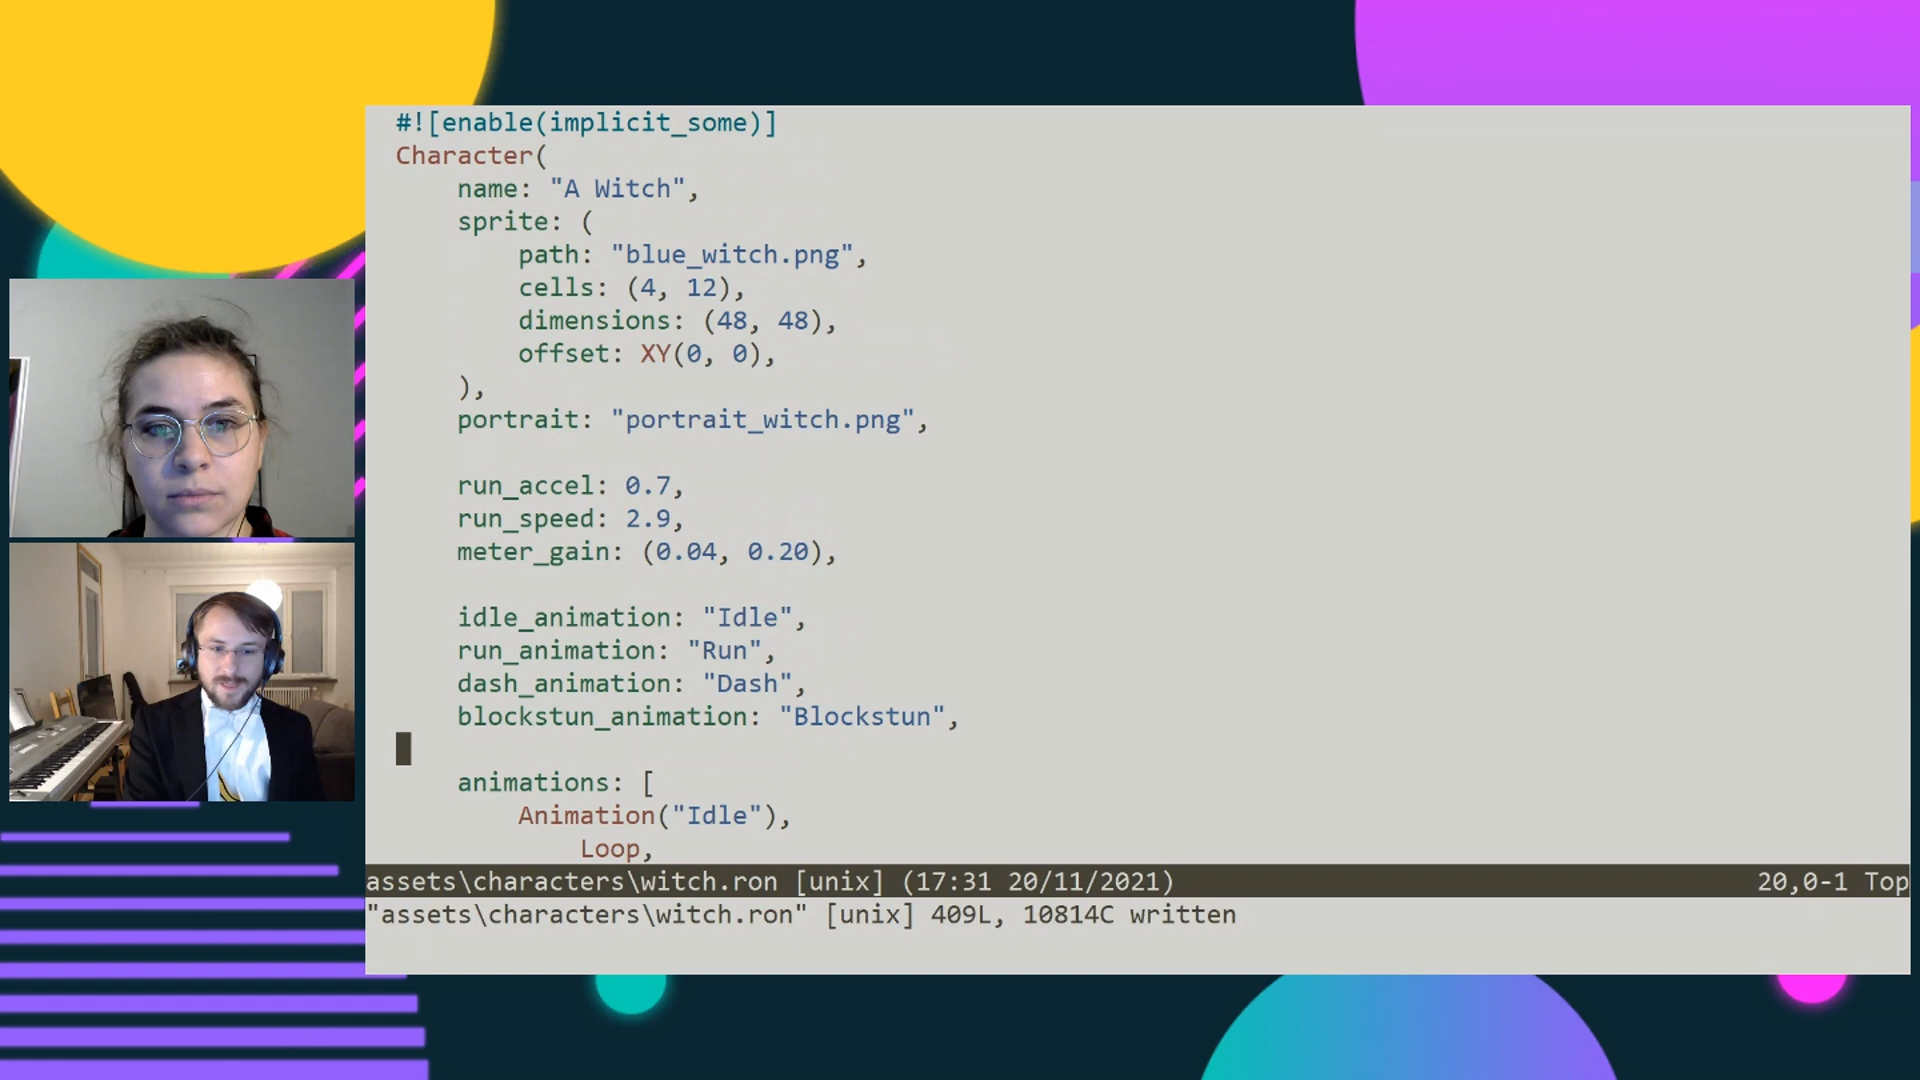 #![enable(implicit_some)]
Character(
name: "A Witch",
sprite: (
path: "blue_witch.png",
cells: (4, 12),
dimensions: (48, 48),
offset: XY(0, 0),
),
portrait: "portrait_witch.png",
run_accel: 0.7,
run_speed: 2.9,
meter_gain: (0.04, 0.20),
idle_animation: "Idle",
run_animation: "Run",
dash_animation: "Dash",
blockstun_animation: "Blockstun",
animations: [
Animation("Idle"),
Loop,
assets\characters\witch.ron [unix] (17:31 20/11/2021) 20,0-1 Top
"assets\characters\witch.ron" [unix] 409L, 10814C written